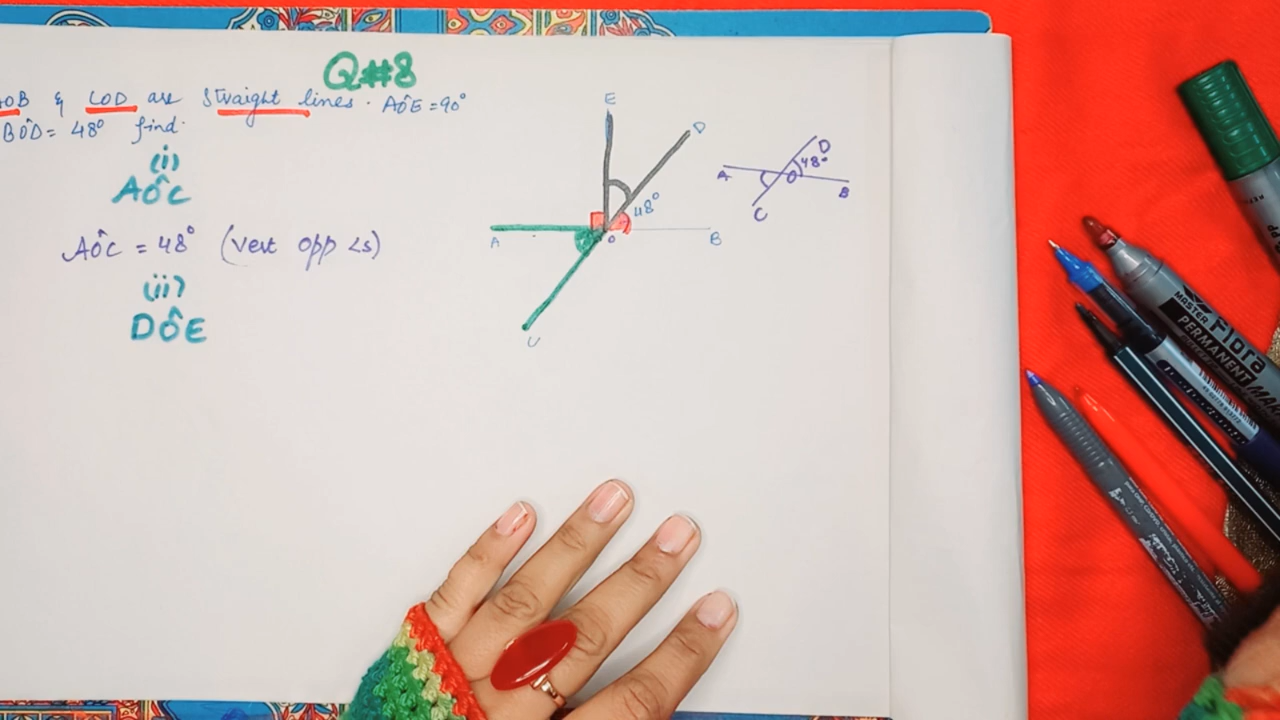 Q#8
AOB & COD are straight lines. AÔE = 90°
BÔD = 48° find.
(i)
AÔC
AÔC = 48° (Vert opp ∠s)
(ii)
DÔE
E
D
48°
A
O
B
C
D
48°
A
O
B
C
Flora
MASTER
PERMANENT